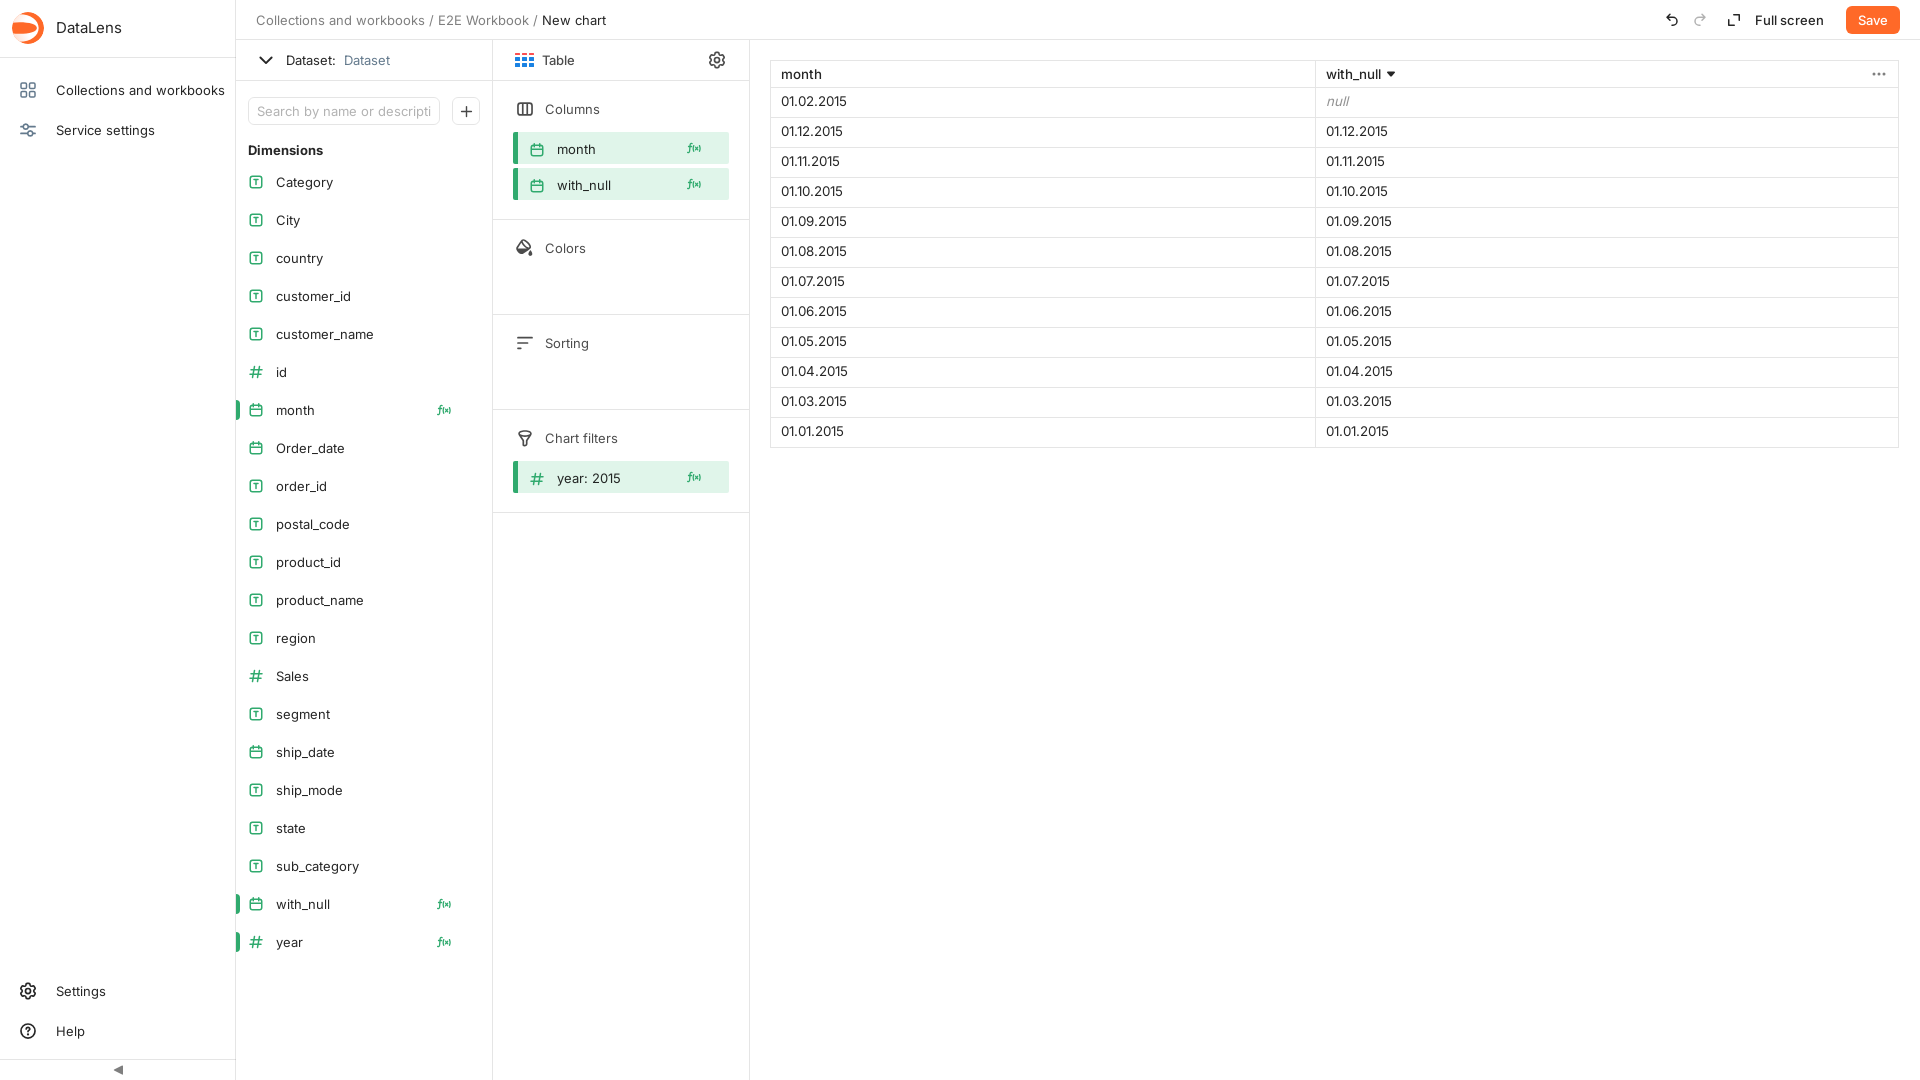 DataLens
Collections and workbooks
Service settings
Settings
Help
Collections and workbooks / E2E Workbook / New chart
Full screen
Save
Dataset: Dataset
Search by name or descripti
Dimensions
Category
City
country
customer_id
customer_name
id
month
Order_date
order_id
postal_code
product_id
product_name
region
Sales
segment
ship_date
ship_mode
state
sub_category
with_null
year
Table
Columns
month
with_null
Colors
Sorting
Chart filters
year: 2015
month with_null
01.02.2015 null
01.12.2015 01.12.2015
01.11.2015 01.11.2015
01.10.2015 01.10.2015
01.09.2015 01.09.2015
01.08.2015 01.08.2015
01.07.2015 01.07.2015
01.06.2015 01.06.2015
01.05.2015 01.05.2015
01.04.2015 01.04.2015
01.03.2015 01.03.2015
01.01.2015 01.01.2015